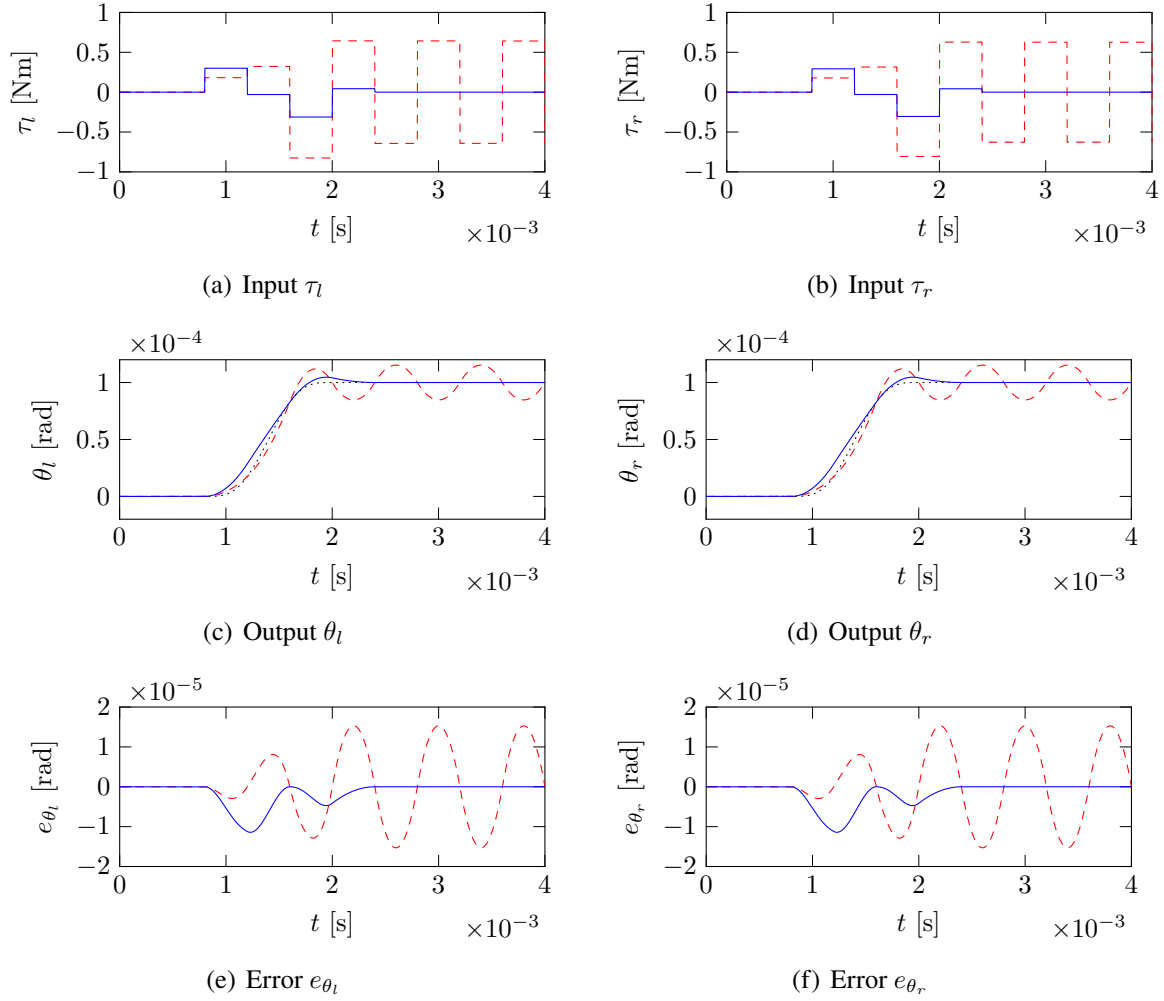 1
0.5
0
−0.5
−1
τl [Nm]
0 1 2 3 4
t [s]
×10−3
(a) Input τl
1
0.5
0
−0.5
−1
τr [Nm]
0 1 2 3 4
t [s]
×10−3
(b) Input τr
×10−4
1
0.5
0
θl [rad]
0 1 2 3 4
t [s]
×10−3
(c) Output θl
×10−4
1
0.5
0
θr [rad]
0 1 2 3 4
t [s]
×10−3
(d) Output θr
×10−5
2
1
0
−1
−2
eθl [rad]
0 1 2 3 4
t [s]
×10−3
(e) Error eθl
×10−5
2
1
0
−1
−2
eθr [rad]
0 1 2 3 4
t [s]
×10−3
(f) Error eθr